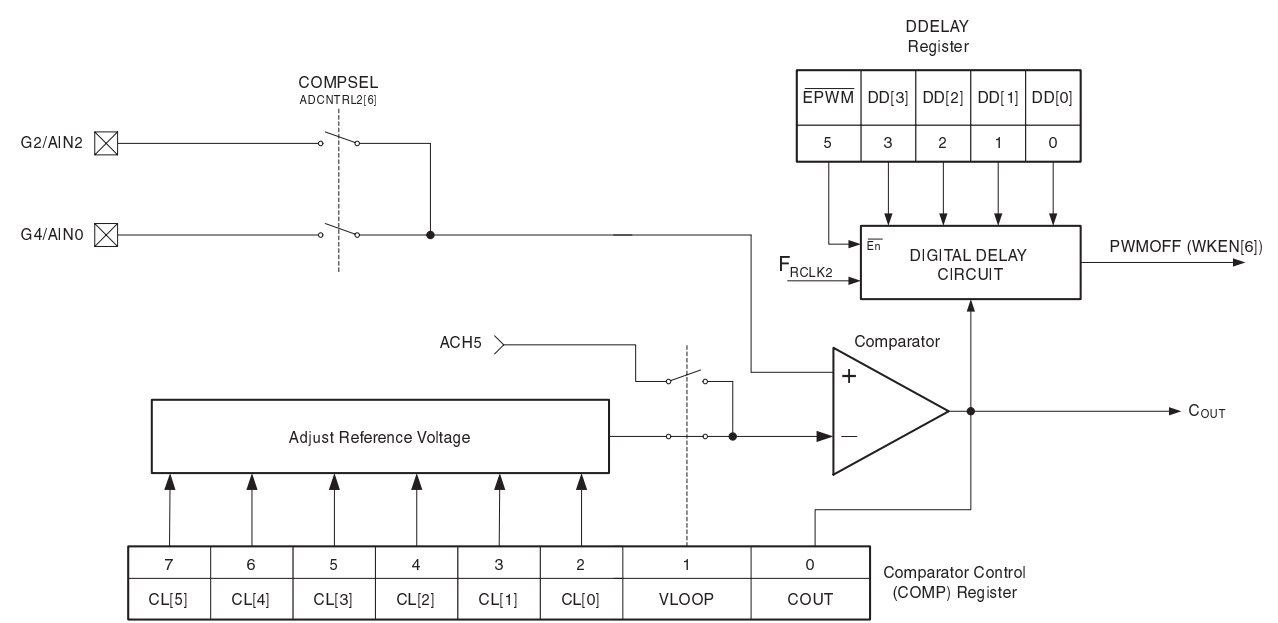 DDELAY
Register
EPWM DD[3] DD[2] DD[1] DD[0]
5 3 2 1 0
COMPSEL
ADCNTRL2[6]
G2/AIN2
G4/AIN0
En
DIGITAL DELAY
CIRCUIT
PWMOFF (WKEN[6])
FRCLK2
ACH5
Comparator
+
−
COUT
Adjust Reference Voltage
7 6 5 4 3 2 1 0
CL[5] CL[4] CL[3] CL[2] CL[1] CL[0] VLOOP COUT
Comparator Control
(COMP) Register